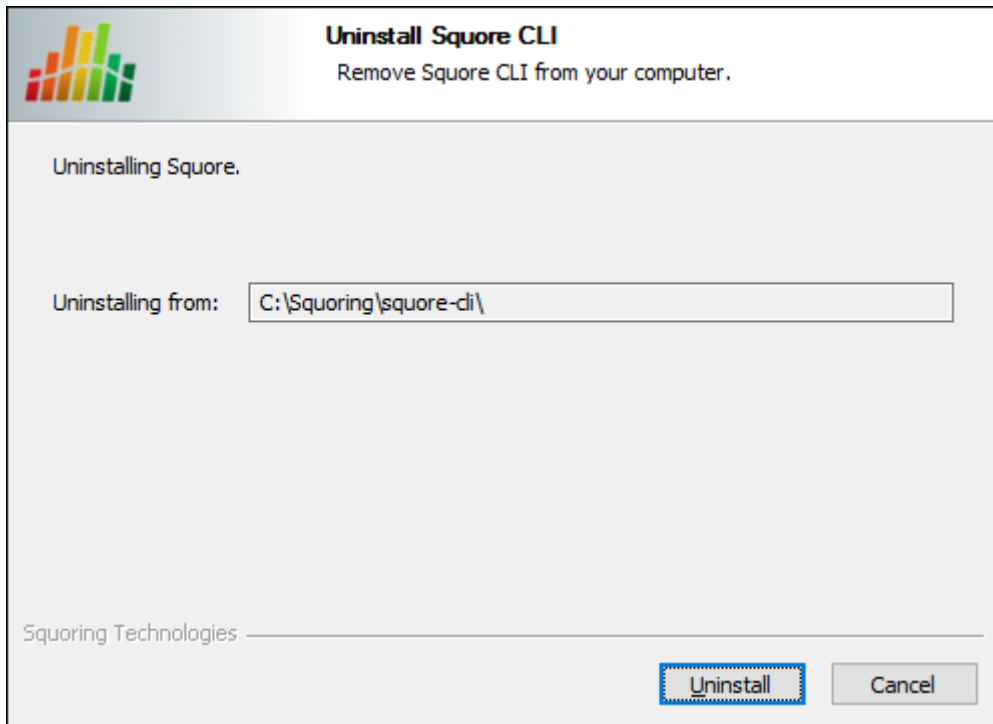 Uninstall Squore CLI
Remove Squore CLI from your computer.
Uninstalling Squore.
Uninstalling from: C:\Squoring\squore-cli\
Squoring Technologies
Uninstall Cancel